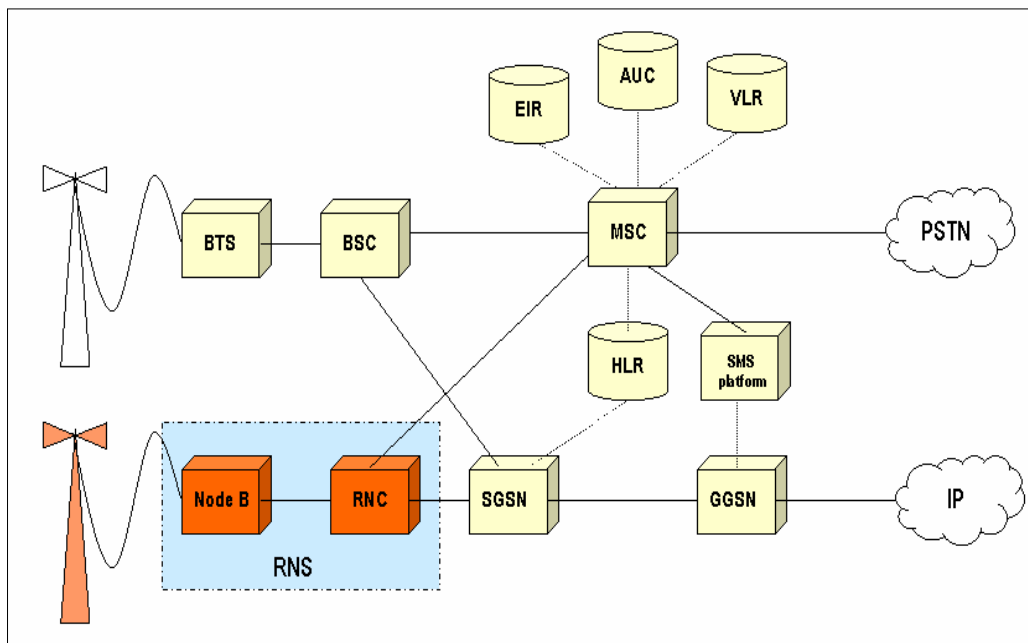 AUC
EIR
VLR
BTS
BSC
MSC
PSTN
HLR
SMS
platform
Node B
RNC
SGSN
GGSN
IP
RNS